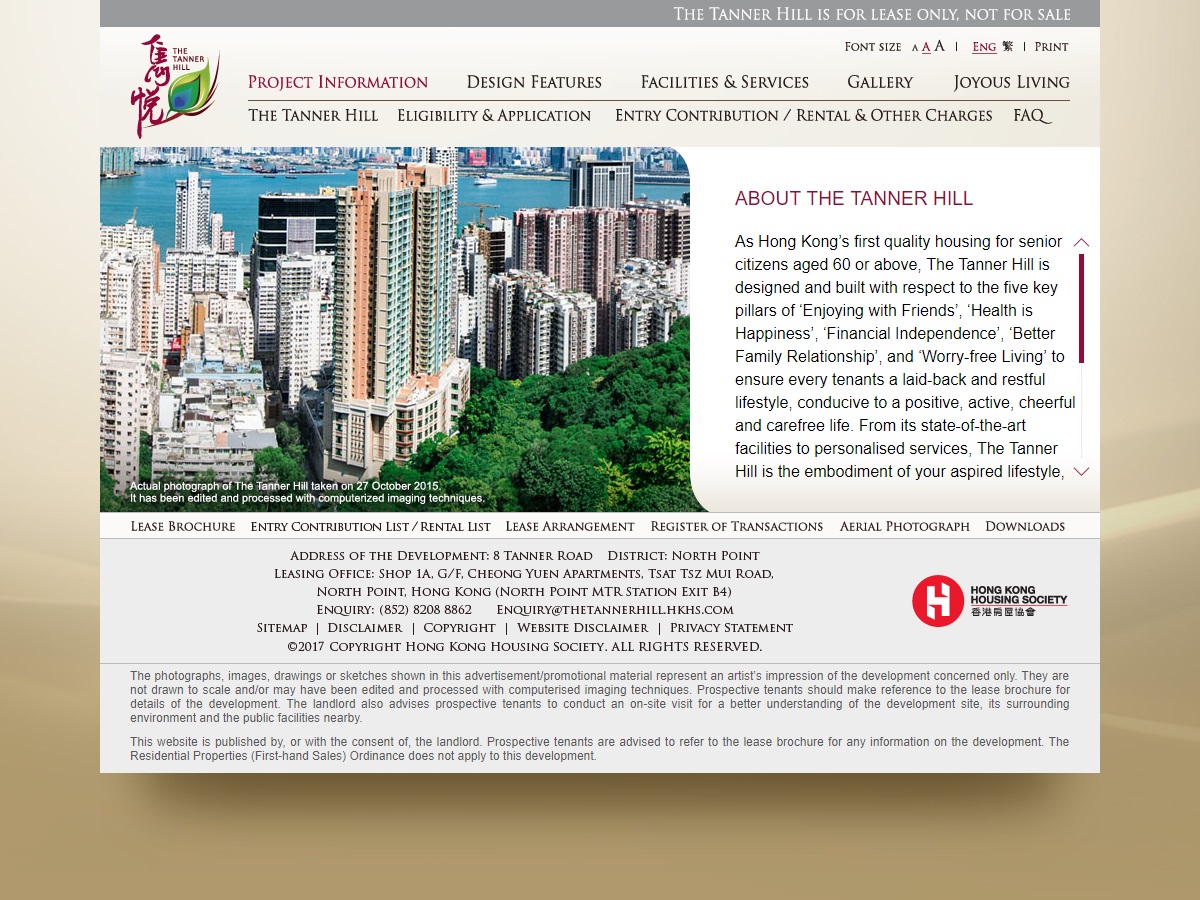 The Tanner Hill is for lease only, not for sale
雋悅
THE
TANNER
HILL
Font size A A A | Eng 繁 | Print
Project Information Design Features Facilities & Services Gallery Joyous Living
The Tanner Hill Eligibility & Application Entry Contribution / Rental & Other Charges FAQ
ABOUT THE TANNER HILL
As Hong Kong’s first quality housing for senior
citizens aged 60 or above, The Tanner Hill is
designed and built with respect to the five key
pillars of ‘Enjoying with Friends’, ‘Health is
Happiness’, ‘Financial Independence’, ‘Better
Family Relationship’, and ‘Worry-free Living’ to
ensure every tenants a laid-back and restful
lifestyle, conducive to a positive, active, cheerful
and carefree life. From its state-of-the-art
facilities to personalised services, The Tanner
Hill is the embodiment of your aspired lifestyle,
Actual photograph of The Tanner Hill taken on 27 October 2015.
It has been edited and processed with computerized imaging techniques.
Lease Brochure Entry Contribution List / Rental List Lease Arrangement Register of Transactions Aerial Photograph Downloads
Address of the Development: 8 Tanner Road District: North Point
Leasing Office: Shop 1A, G/F, Cheong Yuen Apartments, Tsat Tsz Mui Road,
North Point, Hong Kong (North Point MTR Station Exit B4)
Enquiry: (852) 8208 8862 Enquiry@thetannerhill.hkhs.com
Sitemap | Disclaimer | Copyright | Website Disclaimer | Privacy Statement
©2017 Copyright Hong Kong Housing Society. ALL RIGHTS RESERVED.
HONG KONG
HOUSING SOCIETY
香港房屋協會
The photographs, images, drawings or sketches shown in this advertisement/promotional material represent an artist’s impression of the development concerned only. They are
not drawn to scale and/or may have been edited and processed with computerised imaging techniques. Prospective tenants should make reference to the lease brochure for
details of the development. The landlord also advises prospective tenants to conduct an on-site visit for a better understanding of the development site, its surrounding
environment and the public facilities nearby.
This website is published by, or with the consent of, the landlord. Prospective tenants are advised to refer to the lease brochure for any information on the development. The
Residential Properties (First-hand Sales) Ordinance does not apply to this development.